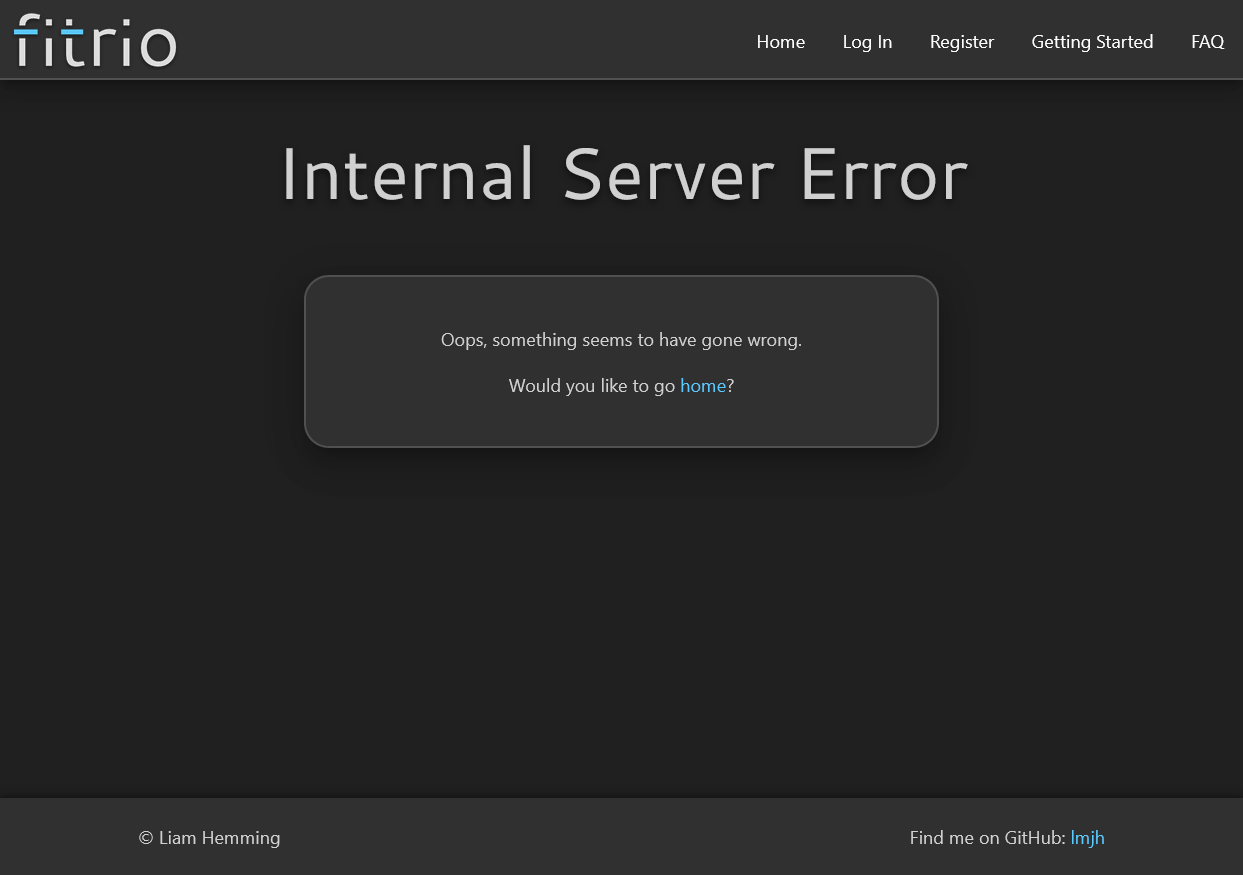 fitrio
Home Log In Register Getting Started FAQ
Internal Server Error
Oops, something seems to have gone wrong.
Would you like to go home?
© Liam Hemming
Find me on GitHub: lmjh